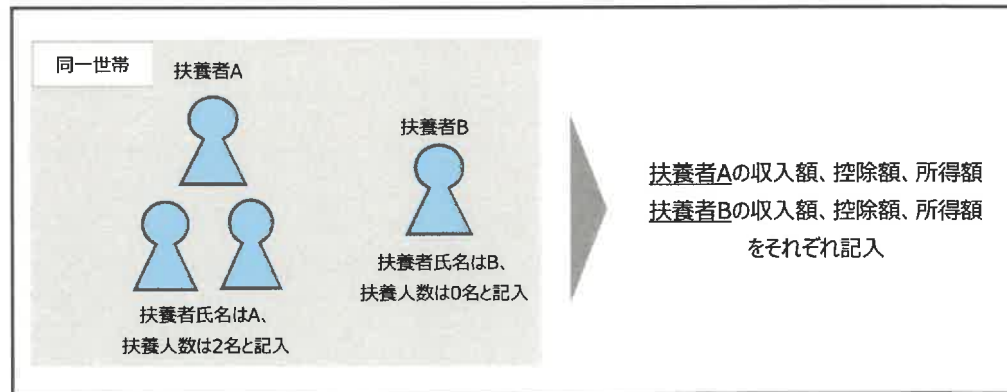 同一世帯
扶養者A
扶養者氏名はA、
扶養人数は2名と記入
扶養者B
扶養者氏名はB、
扶養人数は0名と記入
扶養者Aの収入額、控除額、所得額
扶養者Bの収入額、控除額、所得額
をそれぞれ記入